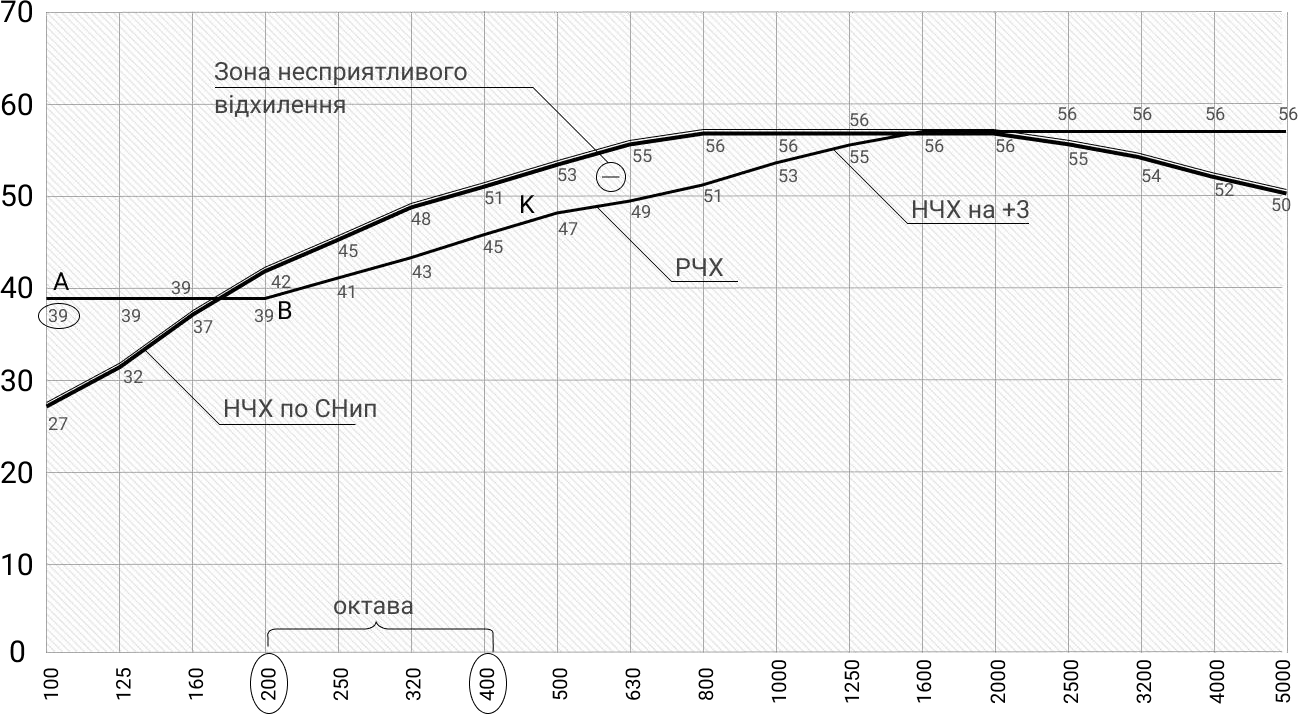 70
Зона несприятливого
відхилення
60
56 56 56 56 56
55 56 56 55 56 56 55
53 53 54
51 52
50 48 K 51 НЧХ на +3 50
49
45 47
42 45 43 РЧХ
A 39 41
40
39 39 39 B
37
32
30
НЧХ по СНип
27
20
10
октава
0
100 125 160 200 250 320 400 500 630 800 1000 1250 1600 2000 2500 3200 4000 5000